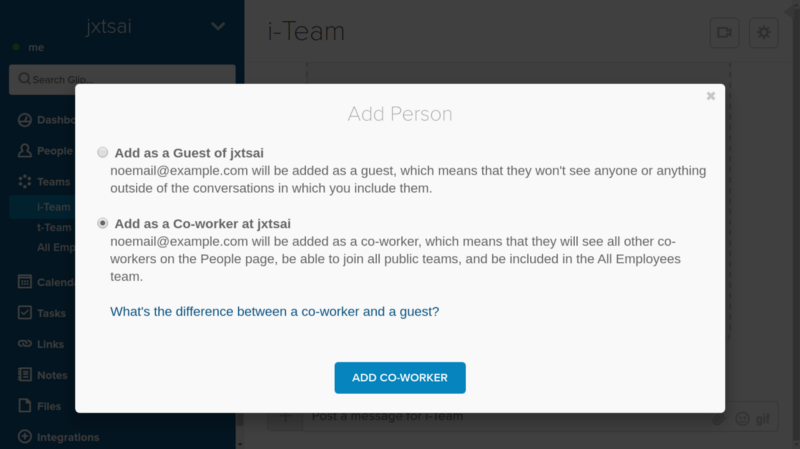 jxtsai
me
Search Glip...
i-Team
Add Person
Add as a Guest of jxtsai
noemail@example.com will be added as a guest, which means that they won't see anyone or anything
outside of the conversations in which you include them.
Add as a Co-worker at jxtsai
noemail@example.com will be added as a co-worker, which means that they will see all other co-
workers on the People page, be able to join all public teams, and be included in the All Employees
team.
What's the difference between a co-worker and a guest?
ADD CO-WORKER
Dashbo
People
Teams
i-Team
t-Team
All Emp
Calenda
Tasks
Links
Notes
Files
Integrations
Post a message for i-Team
gif